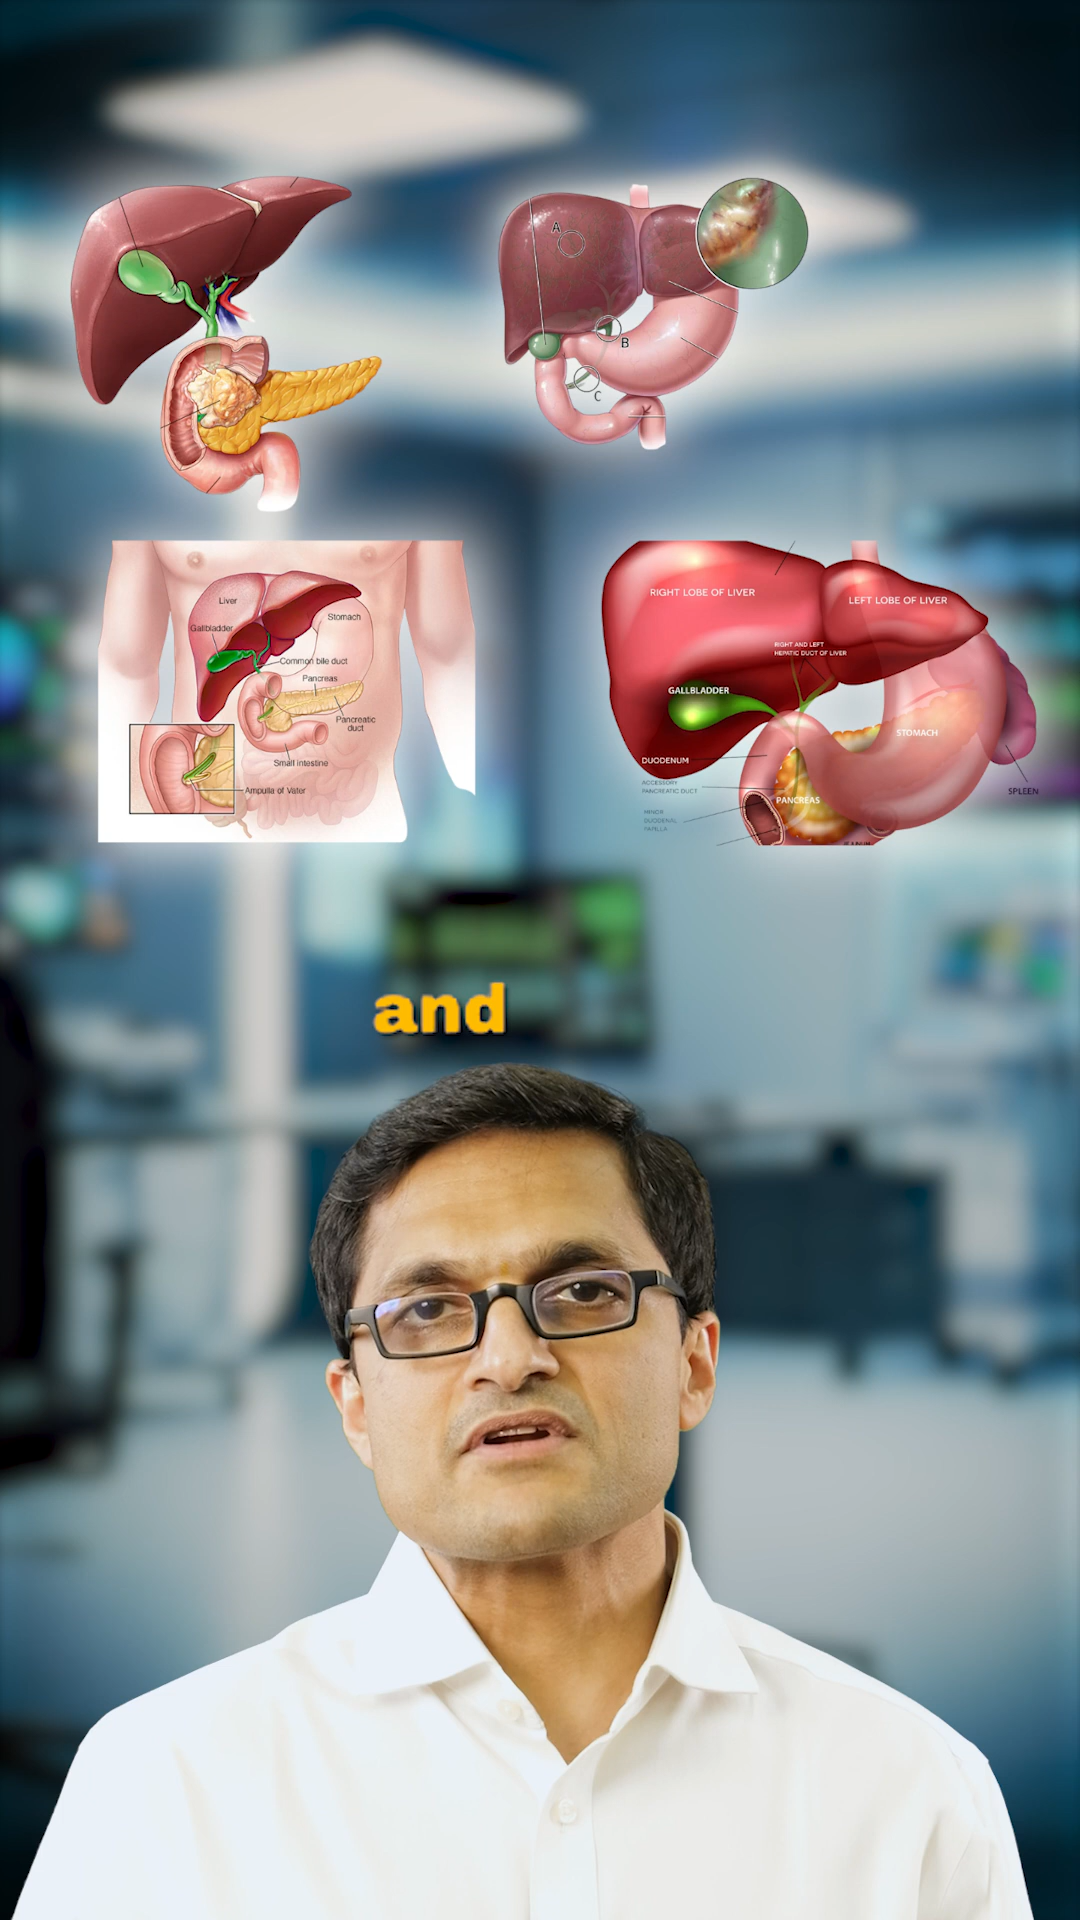 A
B
C
Liver
Gallbladder
Stomach
Common bile duct
Pancreas
Pancreatic
duct
Small intestine
Ampulla of Vater
RIGHT LOBE OF LIVER
LEFT LOBE OF LIVER
RIGHT AND LEFT
HEPATIC DUCT OF LIVER
GALLBLADDER
STOMACH
DUODENUM
ACCESSORY
PANCREATIC DUCT
MINOR
DUODENAL
PAPILLA
PANCREAS
SPLEEN
and